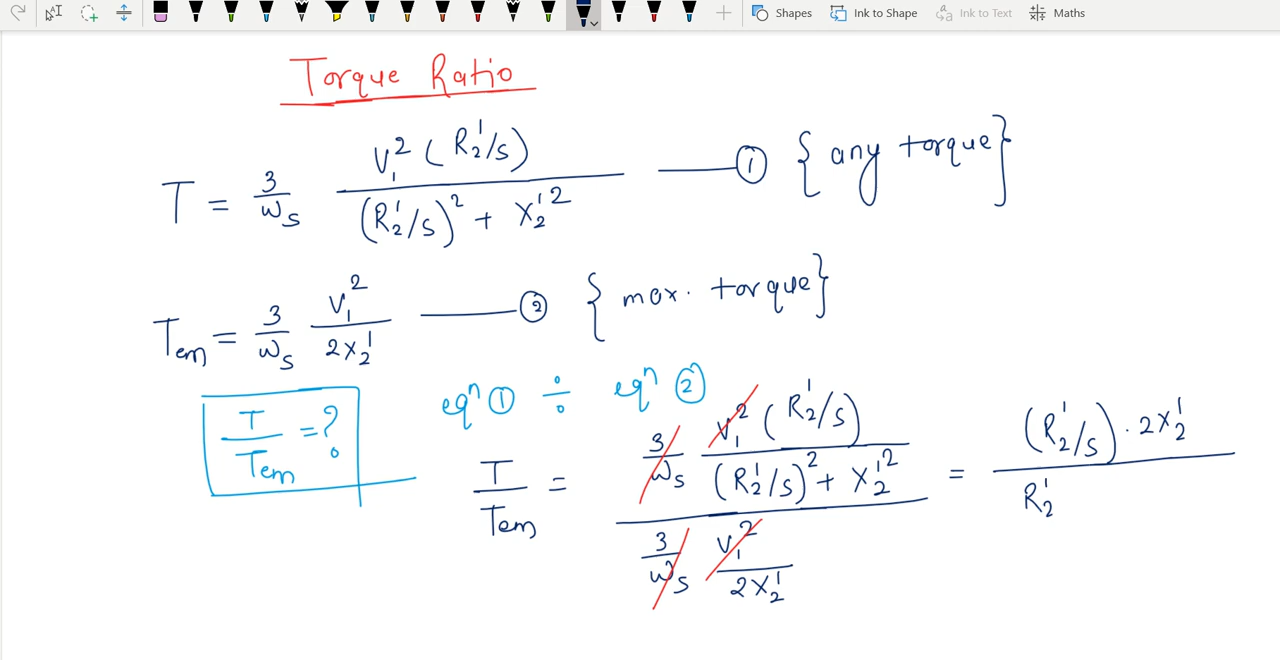 Shapes Ink to Shape Ink to Text Maths
Torque Ratio
T = 3/ωs V₁² (R₂'/s) / ((R₂'/s)² + X₂'²) ——① {any torque}
Tem = 3/ωs V₁² / 2X₂' ——② {max. torque}
T/Tem = ?
eqⁿ ① ÷ eqⁿ ②
T/Tem = (3/ωs V₁² (R₂'/s) / ((R₂'/s)² + X₂'²)) / (3/ωs V₁² / 2X₂') = (R₂'/s) · 2X₂' / R₂'